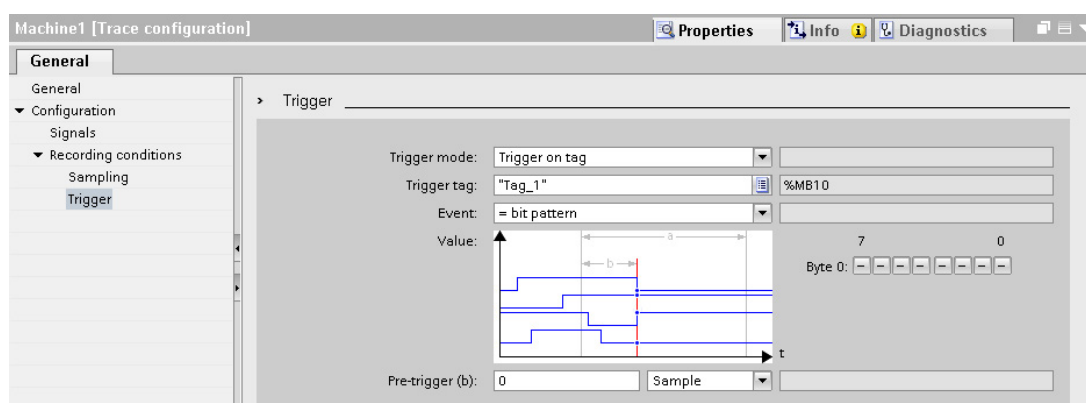 Machine1 [Trace configuration]
Properties
Info
Diagnostics
General
General
Configuration
Signals
Recording conditions
Sampling
Trigger
Trigger
Trigger mode: Trigger on tag
Trigger tag: "Tag_1" %MB10
Event: = bit pattern
Value:
a
b
t
7 0
Byte 0: - - - - - - - -
Pre-trigger (b): 0 Sample